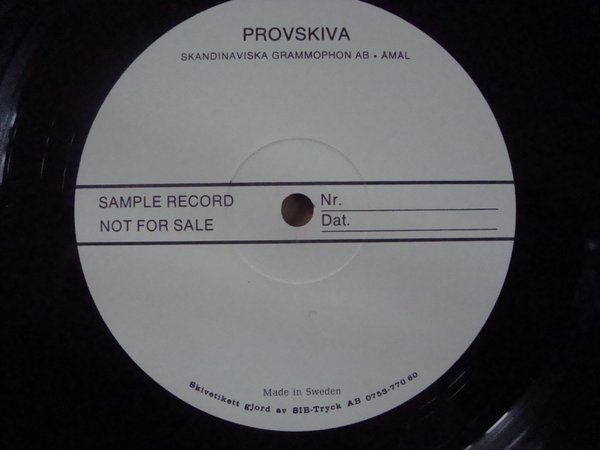 PROVSKIVA
SKANDINAVISKA GRAMMOPHON AB • ÅMÅL
SAMPLE RECORD
NOT FOR SALE
Nr.
Dat.
Made in Sweden
Skivetikett gjord av SIB-Tryck AB 0753-770 60